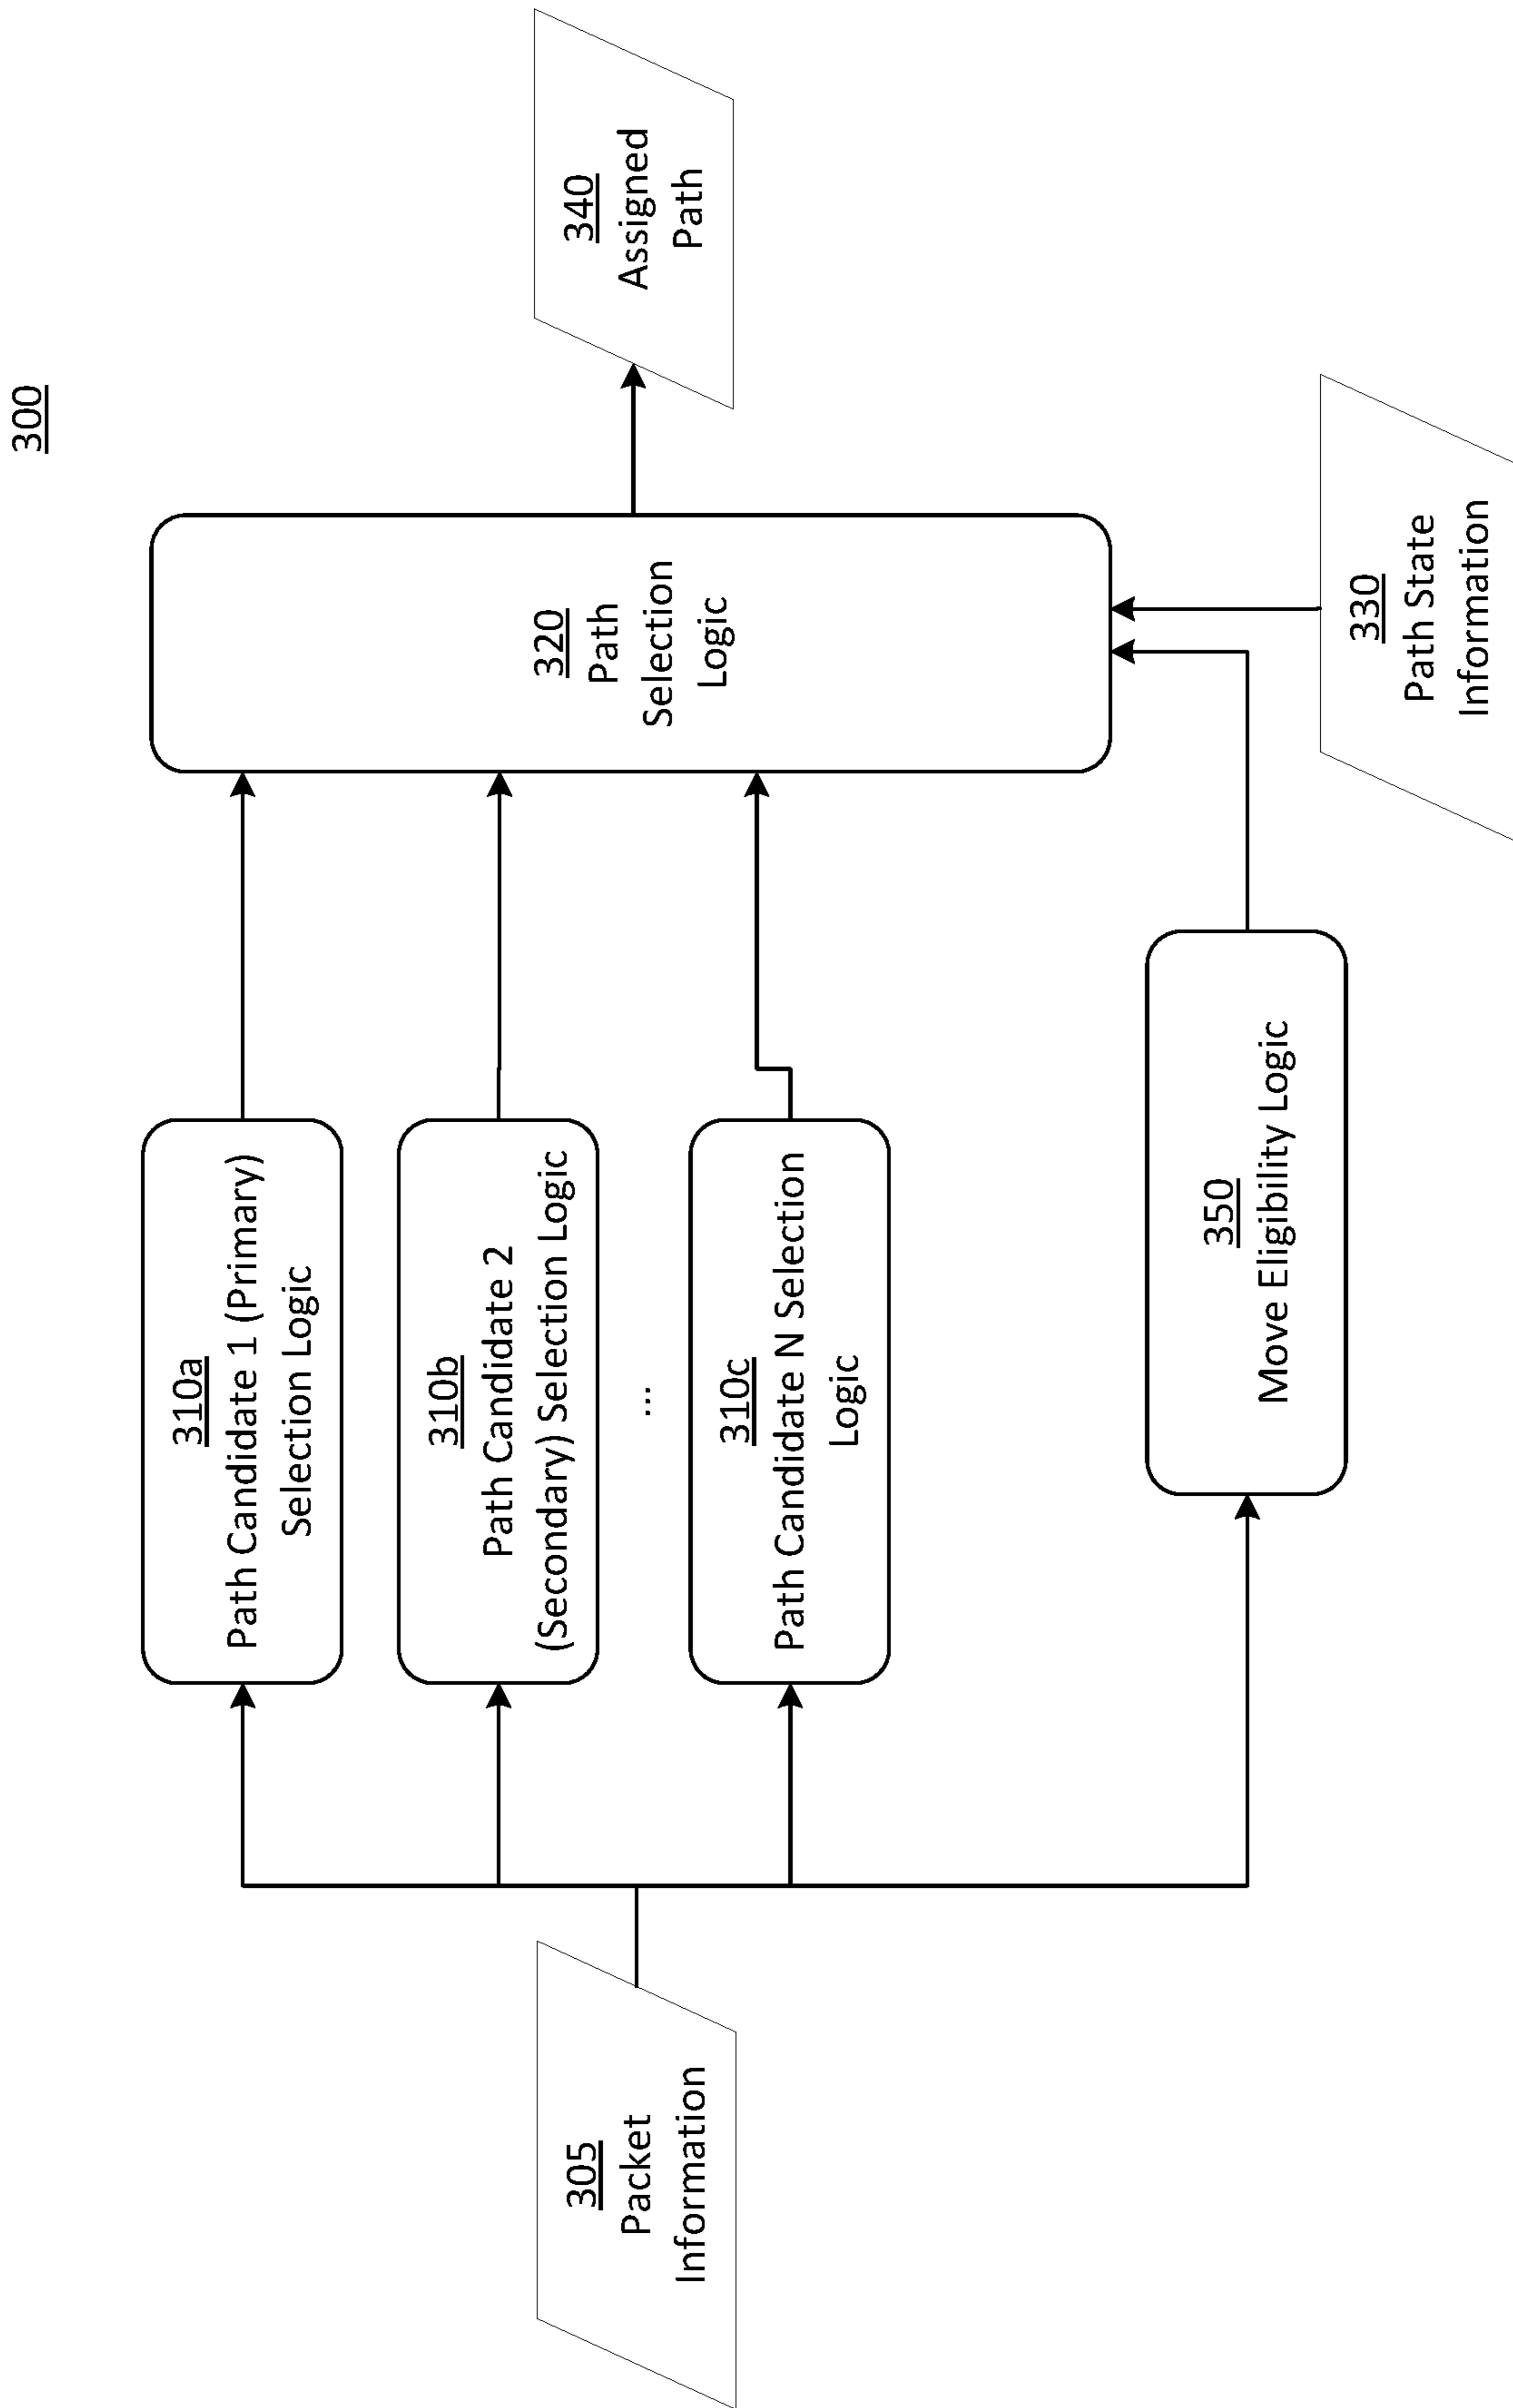 300
305
Packet
Information
310a
Path Candidate 1 (Primary)
Selection Logic
310b
Path Candidate 2
(Secondary) Selection Logic
...
310c
Path Candidate N Selection
Logic
350
Move Eligibility Logic
320
Path
Selection
Logic
330
Path State
Information
340
Assigned
Path